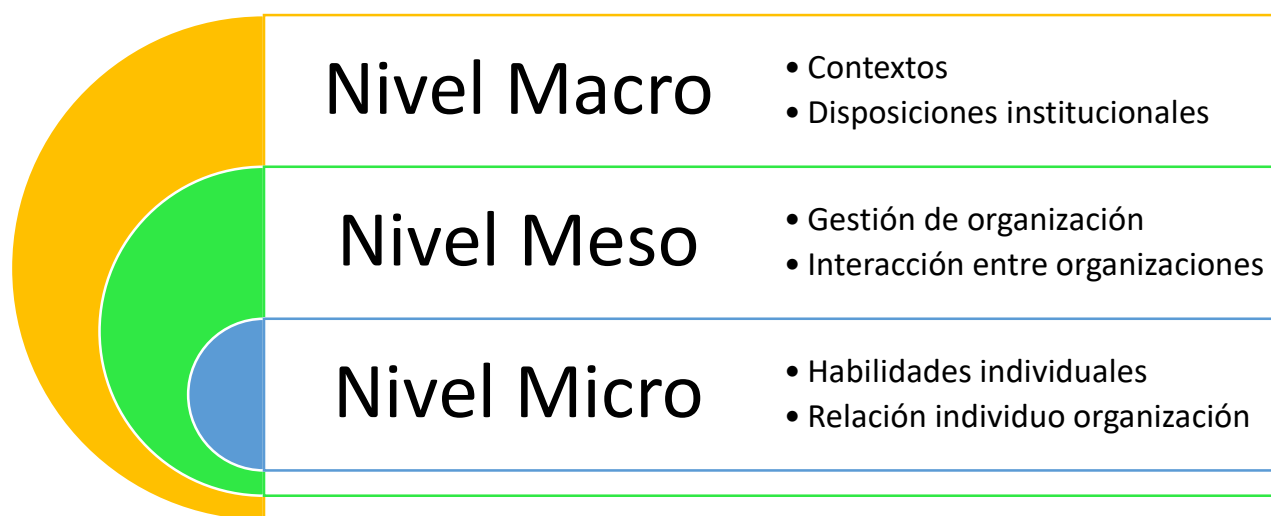 Nivel Macro
• Contextos
• Disposiciones institucionales
Nivel Meso
• Gestión de organización
• Interacción entre organizaciones
Nivel Micro
• Habilidades individuales
• Relación individuo organización